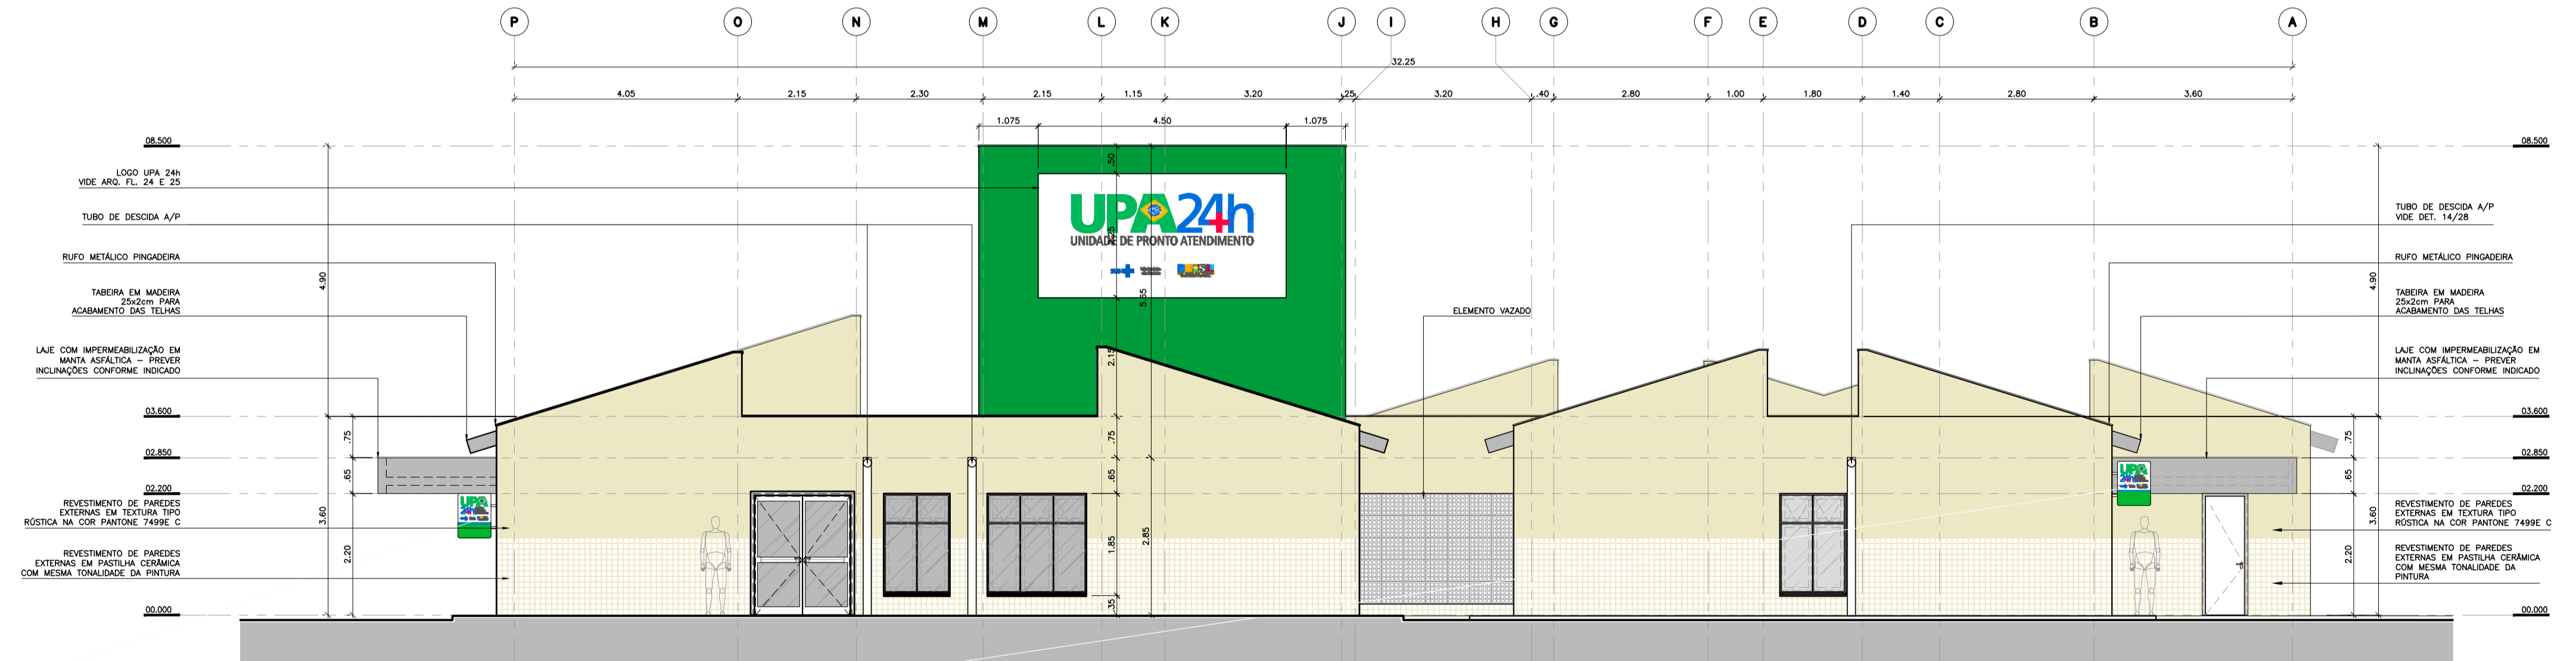 P O N M L K J I H G F E D C B A
32.25
4.05 2.15 2.30 2.15 1.15 3.20 .25 3.20 .40 2.80 1.00 1.80 1.40 2.80 3.60
1.075 4.50 1.075
08.500
LOGO UPA 24h
VIDE ARQ. FL. 24 E 25
TUBO DE DESCIDA A/P
RUFO METÁLICO PINGADEIRA
TABEIRA EM MADEIRA
25x2cm PARA
ACABAMENTO DAS TELHAS
LAJE COM IMPERMEABILIZAÇÃO EM
MANTA ASFÁLTICA – PREVER
INCLINAÇÕES CONFORME INDICADO
03.600
02.850
02.200
REVESTIMENTO DE PAREDES
EXTERNAS EM TEXTURA TIPO
RÚSTICA NA COR PANTONE 7499E C
REVESTIMENTO DE PAREDES
EXTERNAS EM PASTILHA CERÂMICA
COM MESMA TONALIDADE DA PINTURA
00.000
4.90
3.60
.75
.65
2.20
UPA
24h
UPA24h
UNIDADE DE PRONTO ATENDIMENTO
SUS
.50
5.65
2.15
.75
.65
1.85
.35
2.85
ELEMENTO VAZADO
UPA
24h
4.90
3.60
.75
.65
2.20
08.500
TUBO DE DESCIDA A/P
VIDE DET. 14/28
RUFO METÁLICO PINGADEIRA
TABEIRA EM MADEIRA
25x2cm PARA
ACABAMENTO DAS TELHAS
LAJE COM IMPERMEABILIZAÇÃO EM
MANTA ASFÁLTICA – PREVER
INCLINAÇÕES CONFORME INDICADO
03.600
02.850
02.200
REVESTIMENTO DE PAREDES
EXTERNAS EM TEXTURA TIPO
RÚSTICA NA COR PANTONE 7499E C
REVESTIMENTO DE PAREDES
EXTERNAS EM PASTILHA CERÂMICA
COM MESMA TONALIDADE DA
PINTURA
00.000